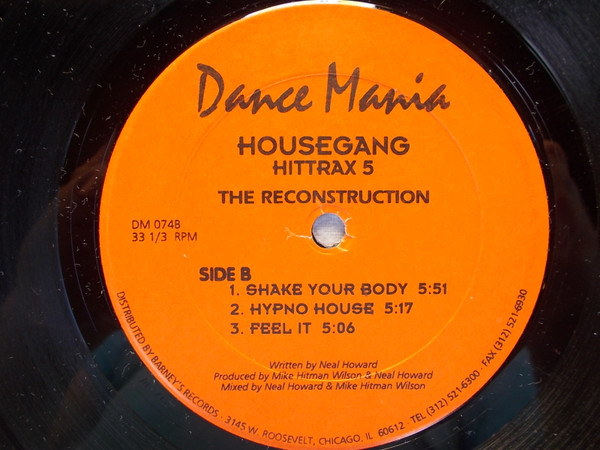 Dance Mania
HOUSEGANG
HITTRAX 5
THE RECONSTRUCTION
DM 074B
33 1/3 RPM
SIDE B
1. SHAKE YOUR BODY 5:51
2. HYPNO HOUSE 5:17
3. FEEL IT 5:06
Written by Neal Howard
Produced by Mike Hitman Wilson & Neal Howard
Mixed by Neal Howard & Mike Hitman Wilson
DISTRIBUTED BY BARNEY'S RECORDS · 3145 W. ROOSEVELT, CHICAGO, IL 60612 · TEL (312) 521-6300 · FAX (312) 521-6930